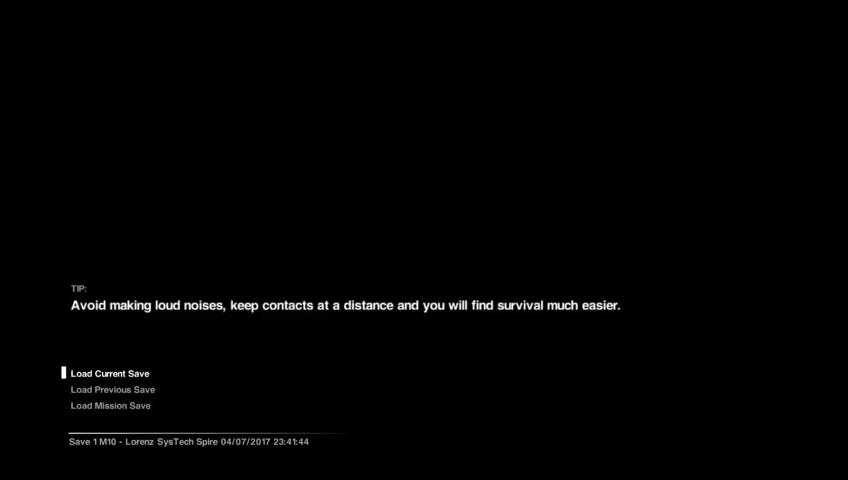 TIP:
Avoid making loud noises, keep contacts at a distance and you will find survival much easier.
Load Current Save
Load Previous Save
Load Mission Save
Save 1 M10 - Lorenz SysTech Spire 04/07/2017 23:41:44